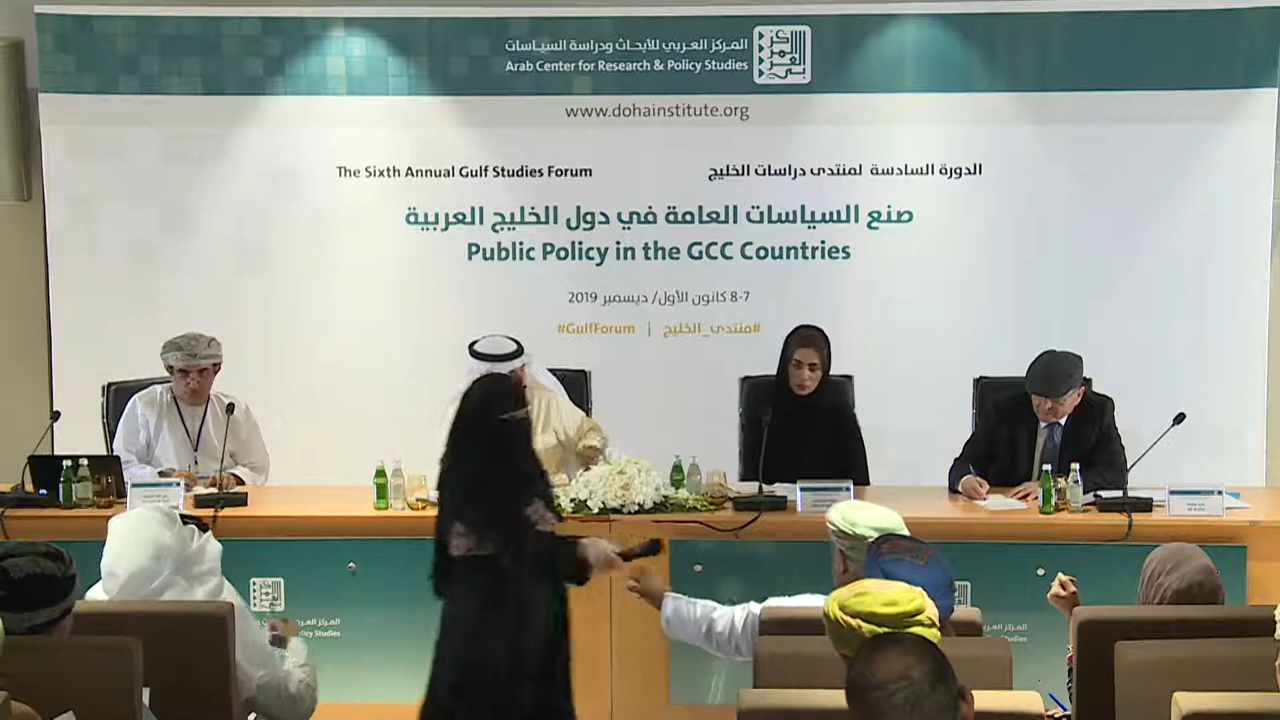 المركز العربي للأبحاث ودراسة السياسات
Arab Center for Research & Policy Studies
www.dohainstitute.org
The Sixth Annual Gulf Studies Forum
الدورة السادسة لمنتدى دراسات الخليج
صنع السياسات العامة في دول الخليج العربية
Public Policy in the GCC Countries
8-7 كانون الأول/ ديسمبر 2019
#GulfForum | #منتدى_الخليج